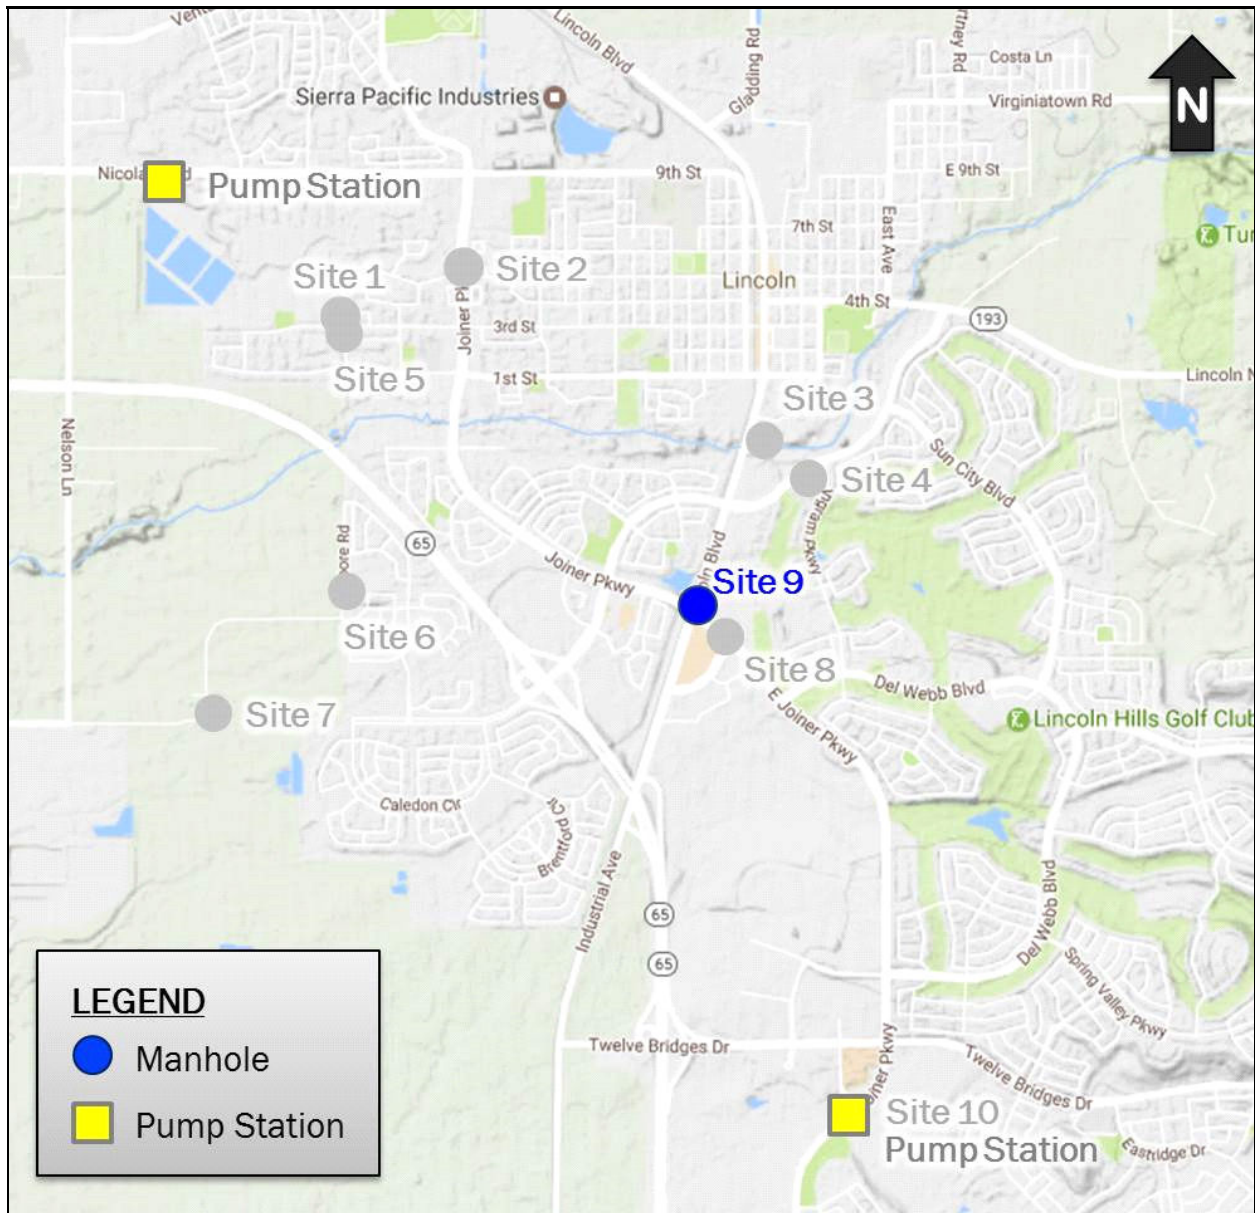 Lincoln Blvd
Gladding Rd
Costa Ln
Sierra Pacific Industries
Virginiatown Rd
N
9th St
E 9th St
Pump Station
7th St
East Ave
Site 1
Site 2
Lincoln
4th St
193
3rd St
Site 5
1st St
Lincoln
Site 3
Nelson Ln
Sun City Blvd
Site 4
Ingram Pkwy
65
Joiner Pkwy
Site 9
Site 6
Site 8
Del Webb Blvd
Site 7
E Joiner Pkwy
Lincoln Hills Golf Club
Caledon Cir
Brentford Cir
Industrial Ave
65
Del Webb Blvd
65
Spring Valley Pkwy
LEGEND
Manhole
Pump Station
Twelve Bridges Dr
Twelve Bridges Dr
Site 10
Pump Station
Eastridge Dr